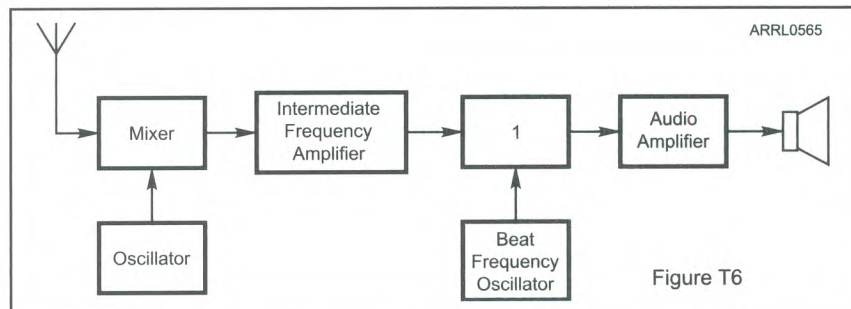 ARRL0565
Mixer
Intermediate
Frequency
Amplifier
1
Audio
Amplifier
Oscillator
Beat
Frequency
Oscillator
Figure T6